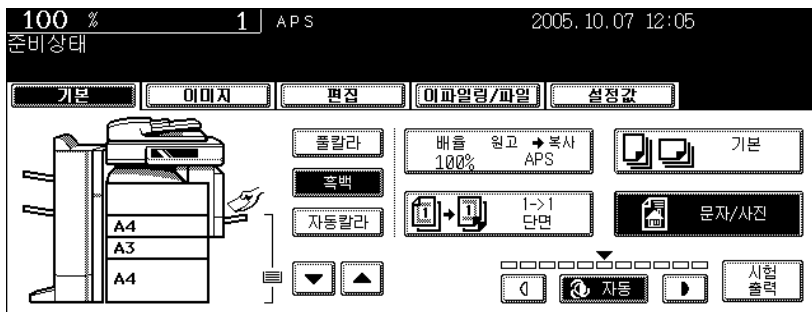 100 % 1 APS 2005.10.07 12:05
준비상태
기본 이미지 편집 이파일링/파일 설정값
풀칼라
흑백
자동칼라
배율 원고 ➔ 복사
100% APS
기본
1 ➔ 1
1->1
단면
문자/사진
A4
A3
A4
자동
시험
출력